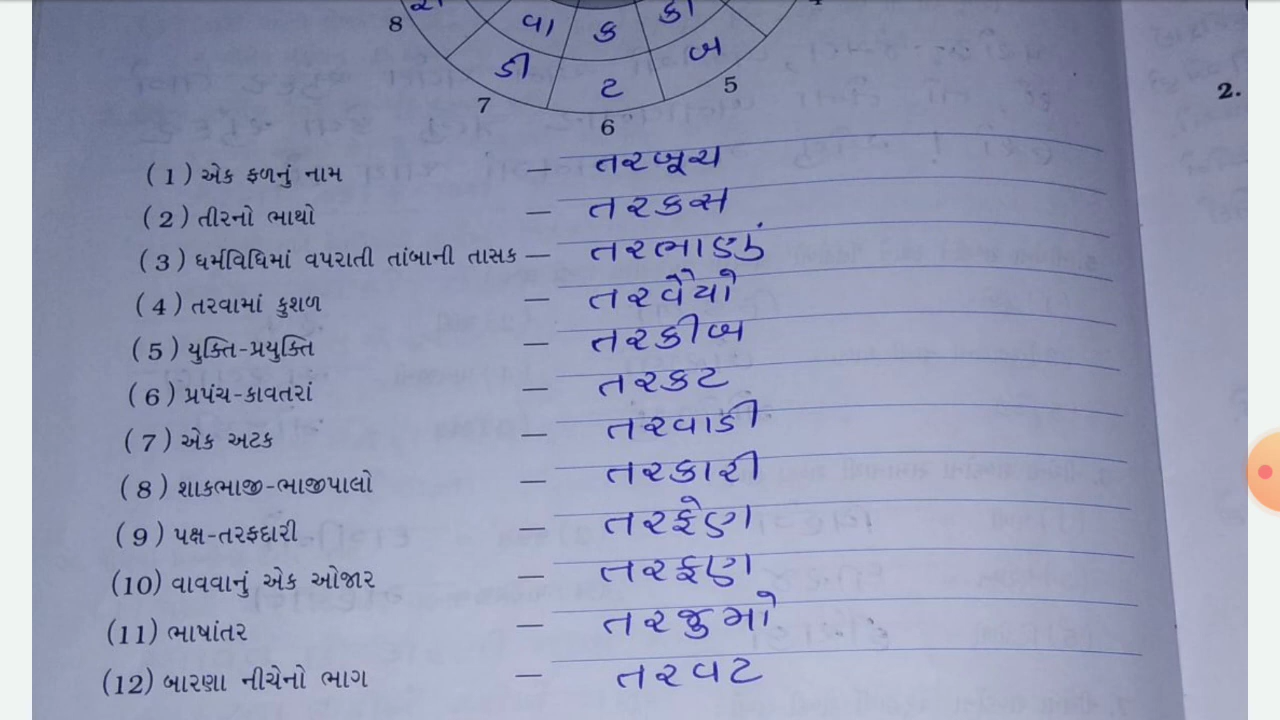 8 વા ક કી
ડી ટ બ
7 6 5
2.
(1) એક ફળનું નામ – તરબૂચ
(2) તીરનો ભાથો – તરકસ
(3) ધર્મવિધિમાં વપરાતી તાંબાની તાસક – તરભાણું
(4) તરવામાં કુશળ – તરવૈયો
(5) યુક્તિ-પ્રયુક્તિ – તરકીબ
(6) પ્રપંચ-કાવતરાં – તરકટ
(7) એક અટક – તરવાડી
(8) શાકભાજી-ભાજીપાલો – તરકારી
(9) પક્ષ-તરફદારી – તરફેણ
(10) વાવવાનું એક ઓજાર – તરફણ
(11) ભાષાંતર – તરજુમો
(12) બારણા નીચેનો ભાગ – તરવટ